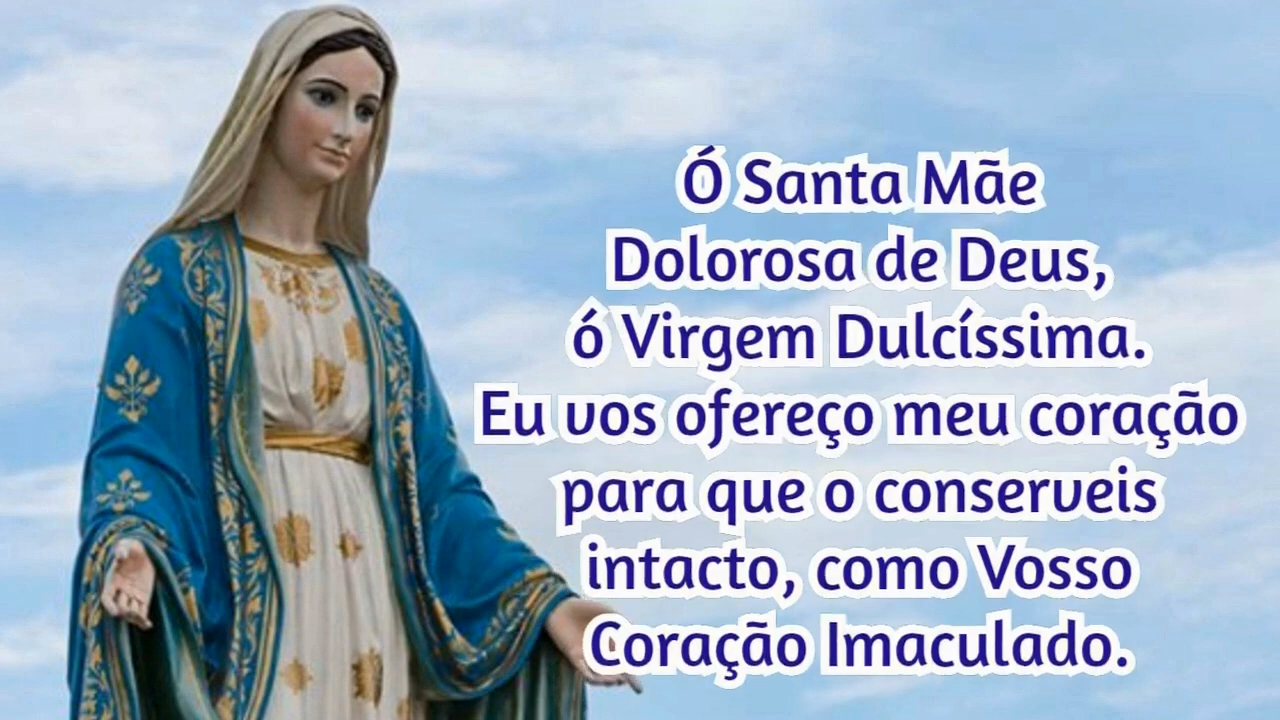 Ó Santa Mãe
Dolorosa de Deus,
ó Virgem Dulcíssima.
Eu vos ofereço meu coração
para que o conserveis
intacto, como Vosso
Coração Imaculado.